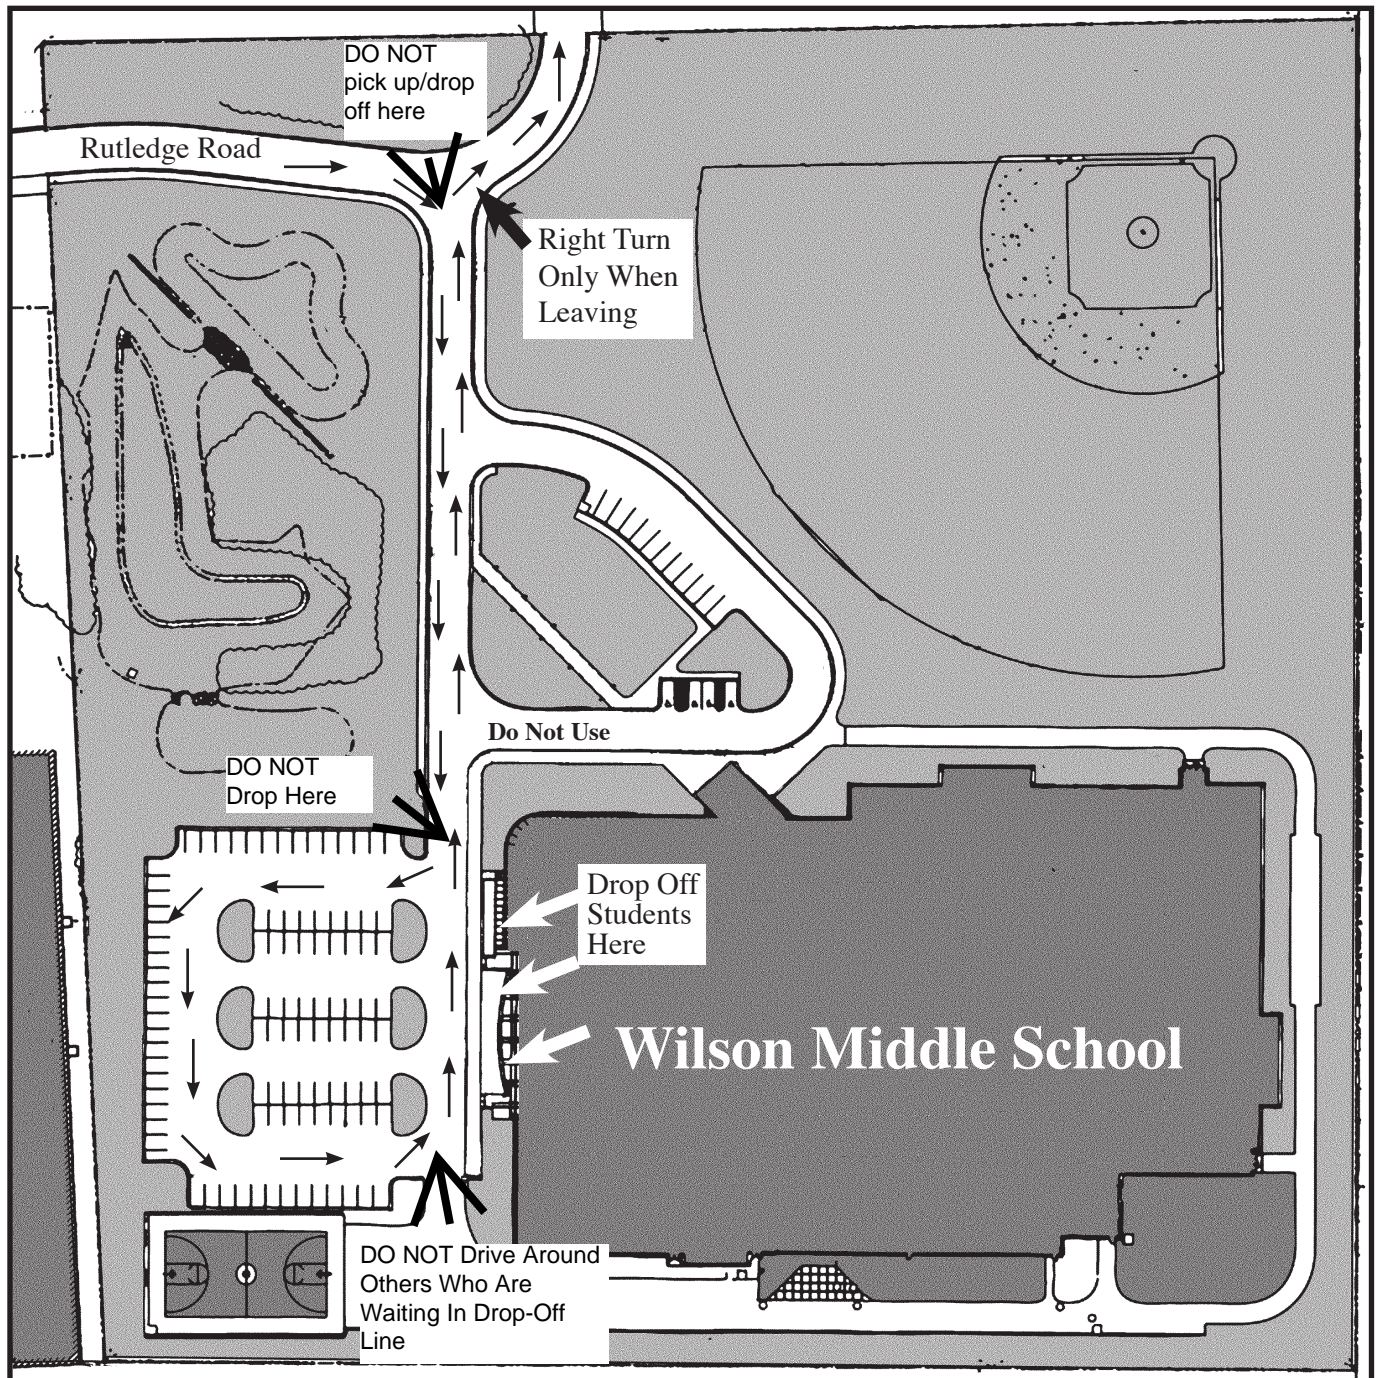 DO NOT
pick up/drop
off here
Rutledge Road
Right Turn
Only When
Leaving
Do Not Use
DO NOT
Drop Here
Drop Off
Students
Here
Wilson Middle School
DO NOT Drive Around
Others Who Are
Waiting In Drop-Off
Line